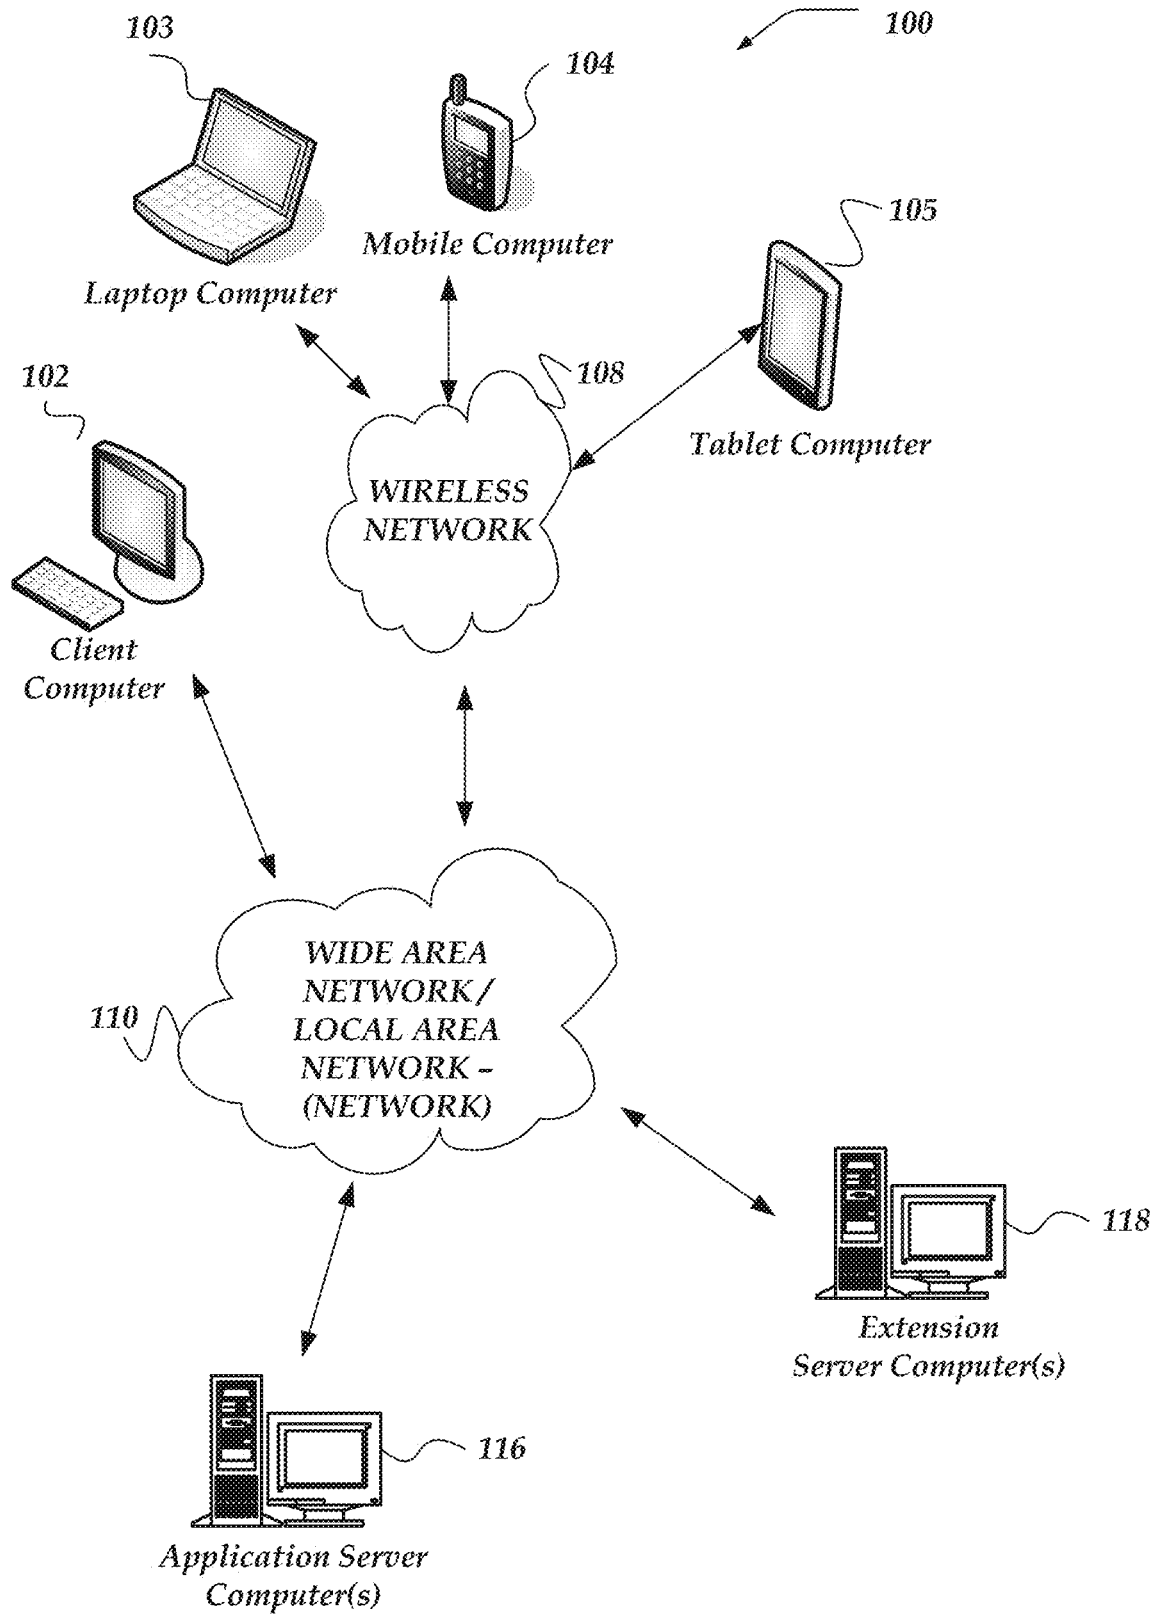 103
100
104
105
Mobile Computer
Laptop Computer
102
108
Tablet Computer
WIRELESS
NETWORK
Client
Computer
WIDE AREA
NETWORK /
LOCAL AREA
NETWORK –
(NETWORK)
110
118
Extension
Server Computer(s)
116
Application Server
Computer(s)